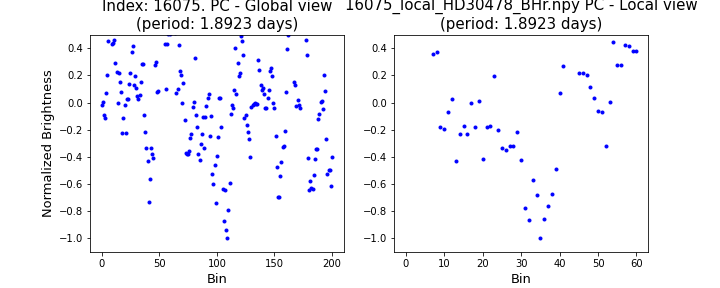 Index: 16075. PC - Global view
(period: 1.8923 days)
16075_local_HD30478_BHr.npy PC - Local view
(period: 1.8923 days)
Normalized Brightness
0.4
0.2
0.0
−0.2
−0.4
−0.6
−0.8
−1.0
0 50 100 150 200
Bin
0.4
0.2
0.0
−0.2
−0.4
−0.6
−0.8
−1.0
0 10 20 30 40 50 60
Bin